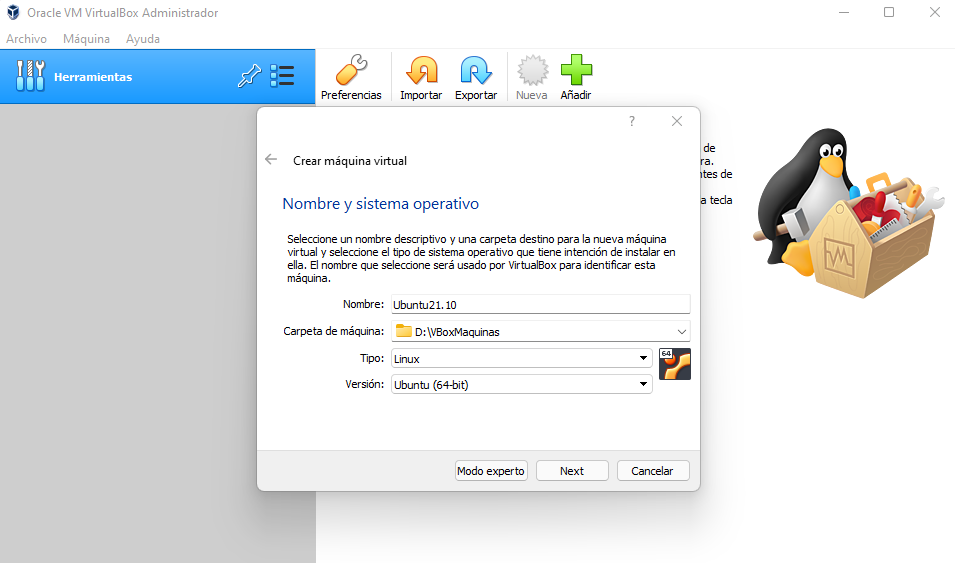 Oracle VM VirtualBox Administrador
Archivo Máquina Ayuda
Herramientas
Preferencias Importar Exportar Nueva Añadir
de
ra.
ntes de
a tecla
?
Crear máquina virtual
Nombre y sistema operativo
Seleccione un nombre descriptivo y una carpeta destino para la nueva máquina
virtual y seleccione el tipo de sistema operativo que tiene intención de instalar en
ella. El nombre que seleccione será usado por VirtualBox para identificar esta
máquina.
Nombre: Ubuntu21.10
Carpeta de máquina: D:\VBoxMaquinas
Tipo: Linux
64
Versión: Ubuntu (64-bit)
Modo experto Next Cancelar